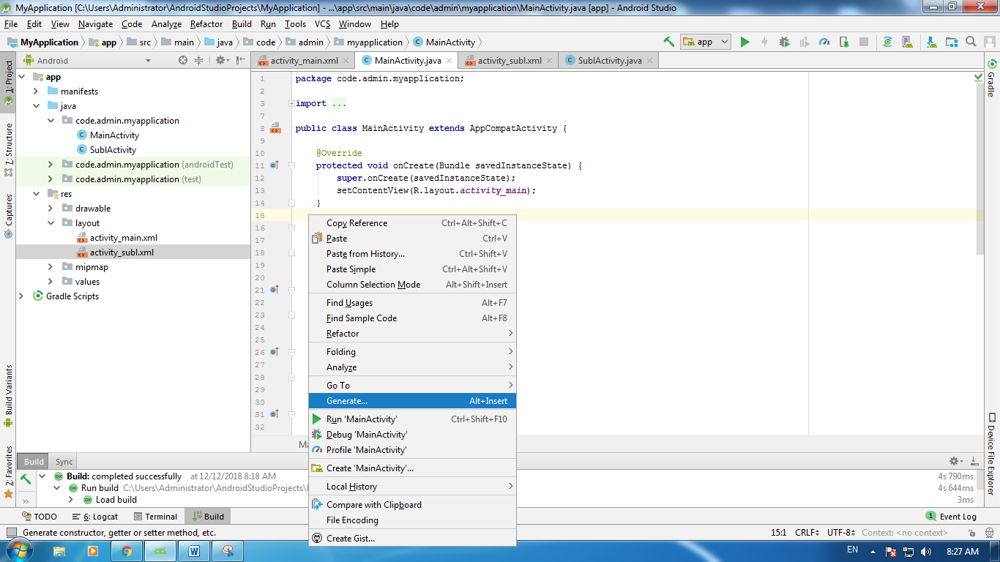 MyApplication [C:\Users\Administrator\AndroidStudioProjects\MyApplication] - ...\app\src\main\java\code\admin\myapplication\MainActivity.java [app] - Android Studio
File Edit View Navigate Code Analyze Refactor Build Run Tools VCS Window Help
MyApplication app src main java code admin myapplication MainActivity app
Android
activity_main.xml MainActivity.java activity_subl.xml SublActivity.java
1: Project
7: Structure
Captures
Build Variants
2: Favorites
app
manifests
java
code.admin.myapplication
MainActivity
SublActivity
code.admin.myapplication (androidTest)
code.admin.myapplication (test)
res
drawable
layout
activity_main.xml
activity_subl.xml
mipmap
values
Gradle Scripts
1 package code.admin.myapplication;
2
3 import ...
7
8 public class MainActivity extends AppCompatActivity {
9
10 @Override
11 protected void onCreate(Bundle savedInstanceState) {
12 super.onCreate(savedInstanceState);
13 setContentView(R.layout.activity_main);
14 }
15
16
17
18
19
20
21
22
23
24
25
26
27
28
29
30
31
32
Copy Reference Ctrl+Alt+Shift+C
Paste Ctrl+V
Paste from History... Ctrl+Shift+V
Paste Simple Ctrl+Alt+Shift+V
Column Selection Mode Alt+Shift+Insert
Find Usages Alt+F7
Find Sample Code Alt+F8
Refactor
Folding
Analyze
Go To
Generate... Alt+Insert
Run 'MainActivity' Ctrl+Shift+F10
Debug 'MainActivity'
Profile 'MainActivity'
Create 'MainActivity'...
Local History
Compare with Clipboard
File Encoding
Create Gist...
Gradle
Device File Explorer
Build Sync
Build: completed successfully at 12/12/2018 8:18 AM 4s 790ms
Run build C:\Users\Administrator\AndroidStudioProjects\ 4s 644ms
Load build 3ms
TODO 6: Logcat Terminal Build 1 Event Log
Generate constructor, getter or setter method, etc. 15:1 CRLF UTF-8 Context: <no context>
EN 8:27 AM